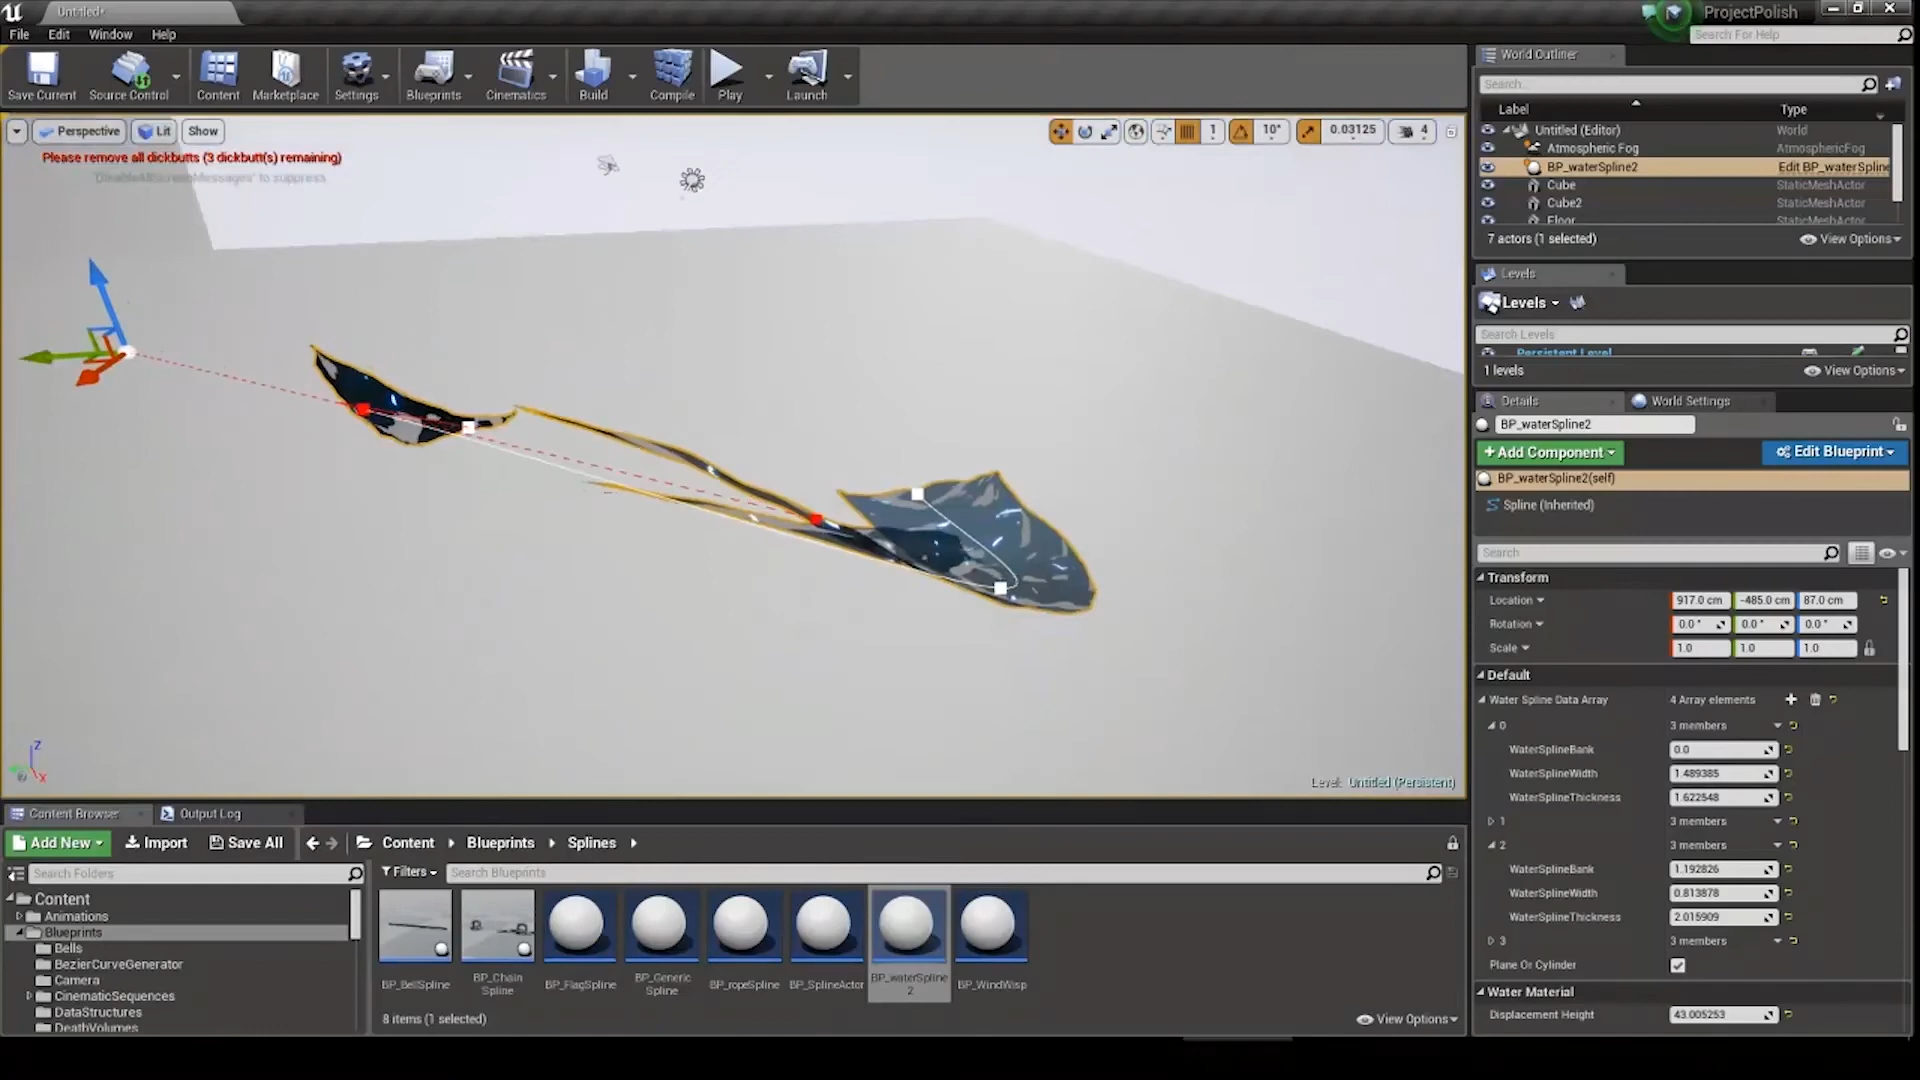 Untitled*
ProjectPolish
File Edit Window Help
Search For Help
Save Current
Source Control
Content
Marketplace
Settings
Blueprints
Cinematics
Build
Compile
Play
Launch
World Outliner
Search...
Label Type
Untitled (Editor) World
Atmospheric Fog AtmosphericFog
BP_waterSpline2 Edit BP_waterSpline
Cube StaticMeshActor
Cube2 StaticMeshActor
Floor StaticMeshActor
7 actors (1 selected) View Options
Perspective Lit Show
1 10° 0.03125 4
Please remove all dickbutts (3 dickbutt(s) remaining)
'DisableAllScreenMessages' to suppress
Z
X
Level: Untitled (Persistent)
Levels
Levels
Search Levels
Persistent Level
1 levels View Options
Details World Settings
BP_waterSpline2
+Add Component Edit Blueprint
BP_waterSpline2(self)
Spline (Inherited)
Search
Transform
Location 917.0 cm -485.0 cm 87.0 cm
Rotation 0.0 ° 0.0 ° 0.0 °
Scale 1.0 1.0 1.0
Default
Water Spline Data Array 4 Array elements
0 3 members
WaterSplineBank 0.0
WaterSplineWidth 1.489385
WaterSplineThickness 1.622548
1 3 members
2 3 members
WaterSplineBank 1.192826
WaterSplineWidth 0.813878
WaterSplineThickness 2.015909
3 3 members
Plane Or Cylinder
Water Material
Displacement Height 43.005253
Content Browser Output Log
Add New Import Save All Content Blueprints Splines
Search Folders
Filters Search Blueprints
Content
Animations
Blueprints
Bells
BezierCurveGenerator
Camera
CinematicSequences
DataStructures
DeathVolumes
BP_BellSpline
BP_Chain
Spline
BP_FlagSpline
BP_Generic
Spline
BP_ropeSpline
BP_SplineActor
BP_waterSpline
2
BP_WindWisp
8 items (1 selected) View Options